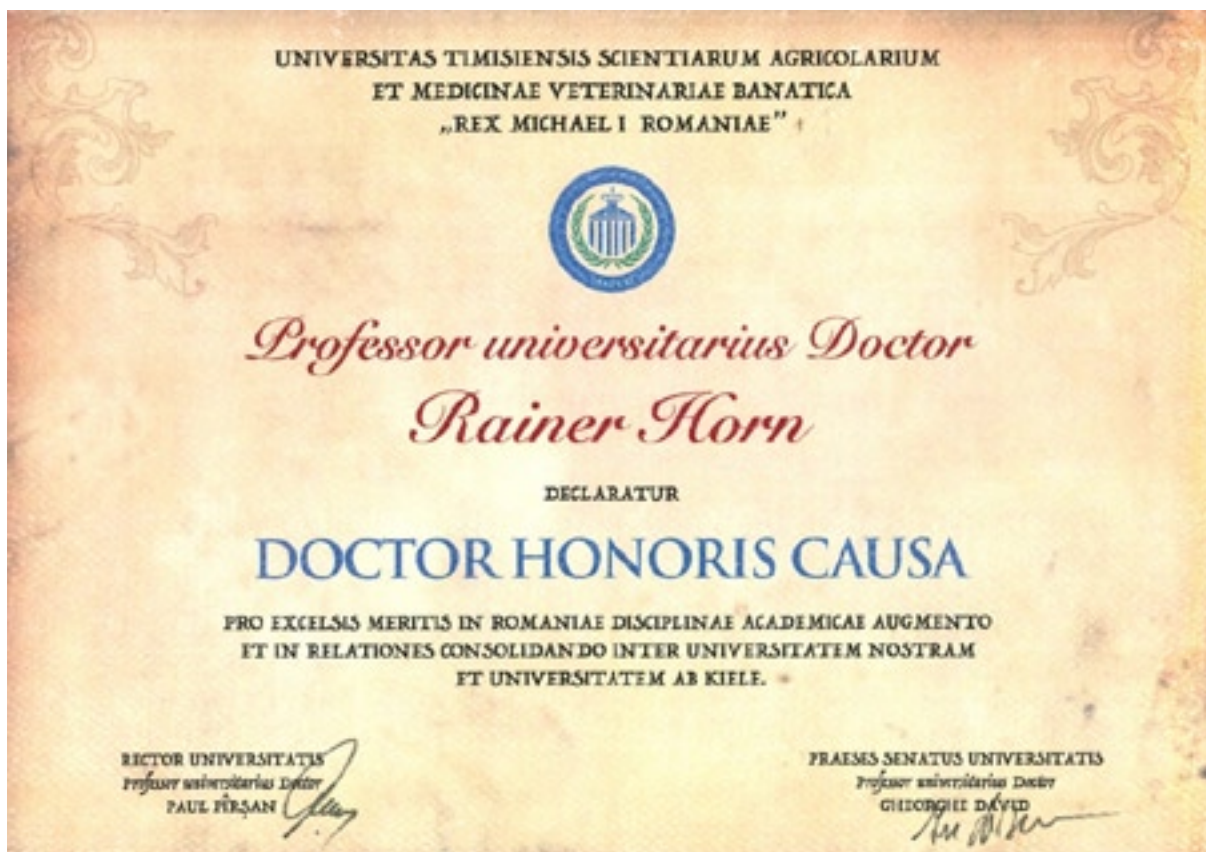 UNIVERSITAS TIMISIENSIS SCIENTIARUM AGRICOLARIUM
ET MEDICINAE VETERINARIAE BANATICA
„REX MICHAEL I ROMANIAE”
Professor universitarius Doctor
Rainer Horn
DECLARATUR
DOCTOR HONORIS CAUSA
PRO EXCELSIS MERITIS IN ROMANIAE DISCIPLINAE ACADEMICAE AUGMENTO
ET IN RELATIONES CONSOLIDANDO INTER UNIVERSITATEM NOSTRAM
ET UNIVERSITATEM AB KIELE.
RECTOR UNIVERSITATIS
Professor universitarius Doctor
PAUL PÎRȘAN
PRAESES SENATUS UNIVERSITATIS
Professor universitarius Doctor
GHEORGHE DAVID